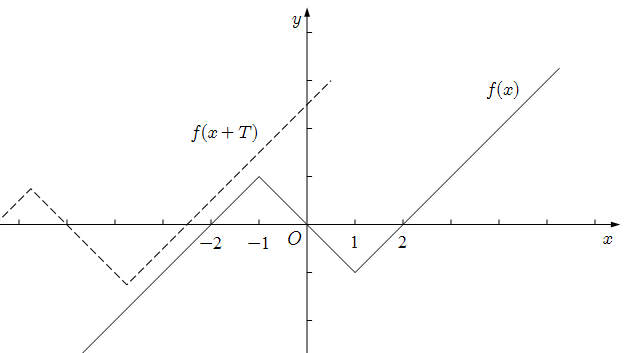 y
f(x)
f(x + T)
−2 −1 O 1 2 x